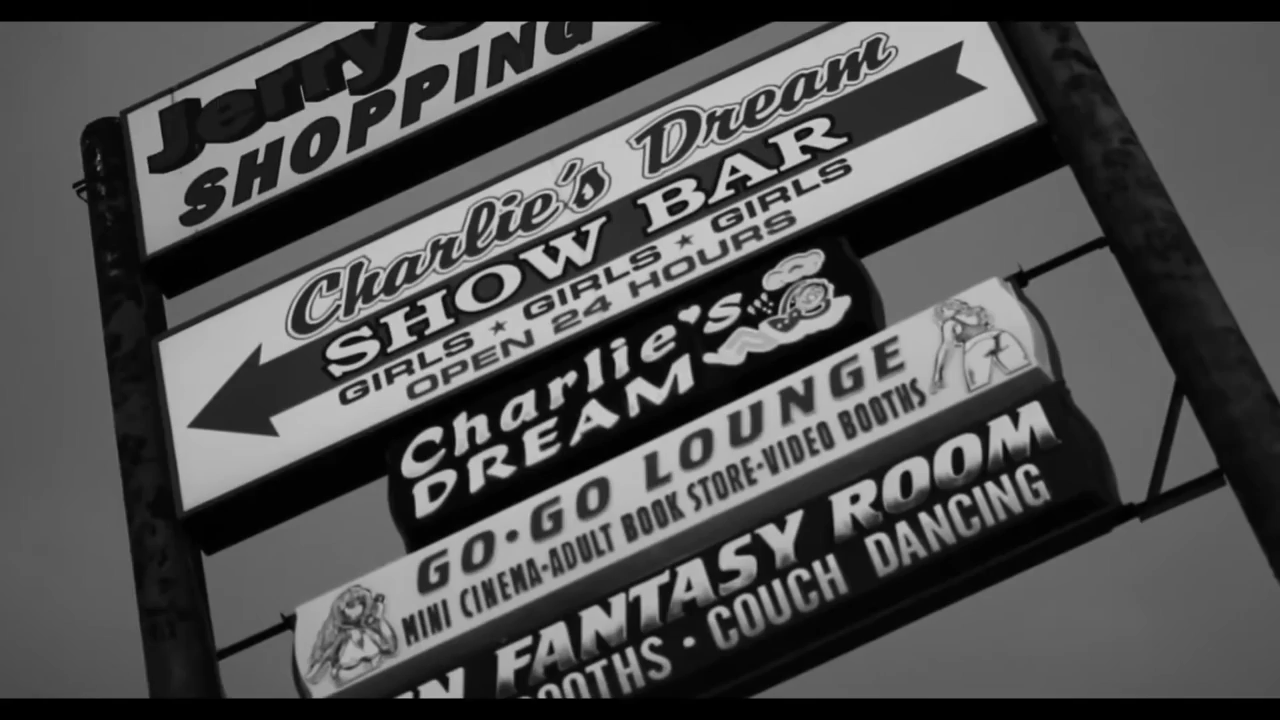 Jerry's
SHOPPING
Charlie's Dream
SHOW BAR
GIRLS ★ GIRLS ★ GIRLS
OPEN 24 HOURS
Charlie's
DREAM
GO·GO LOUNGE
MINI CINEMA-ADULT BOOK STORE-VIDEO BOOTHS
FANTASY ROOM
· COUCH DANCING